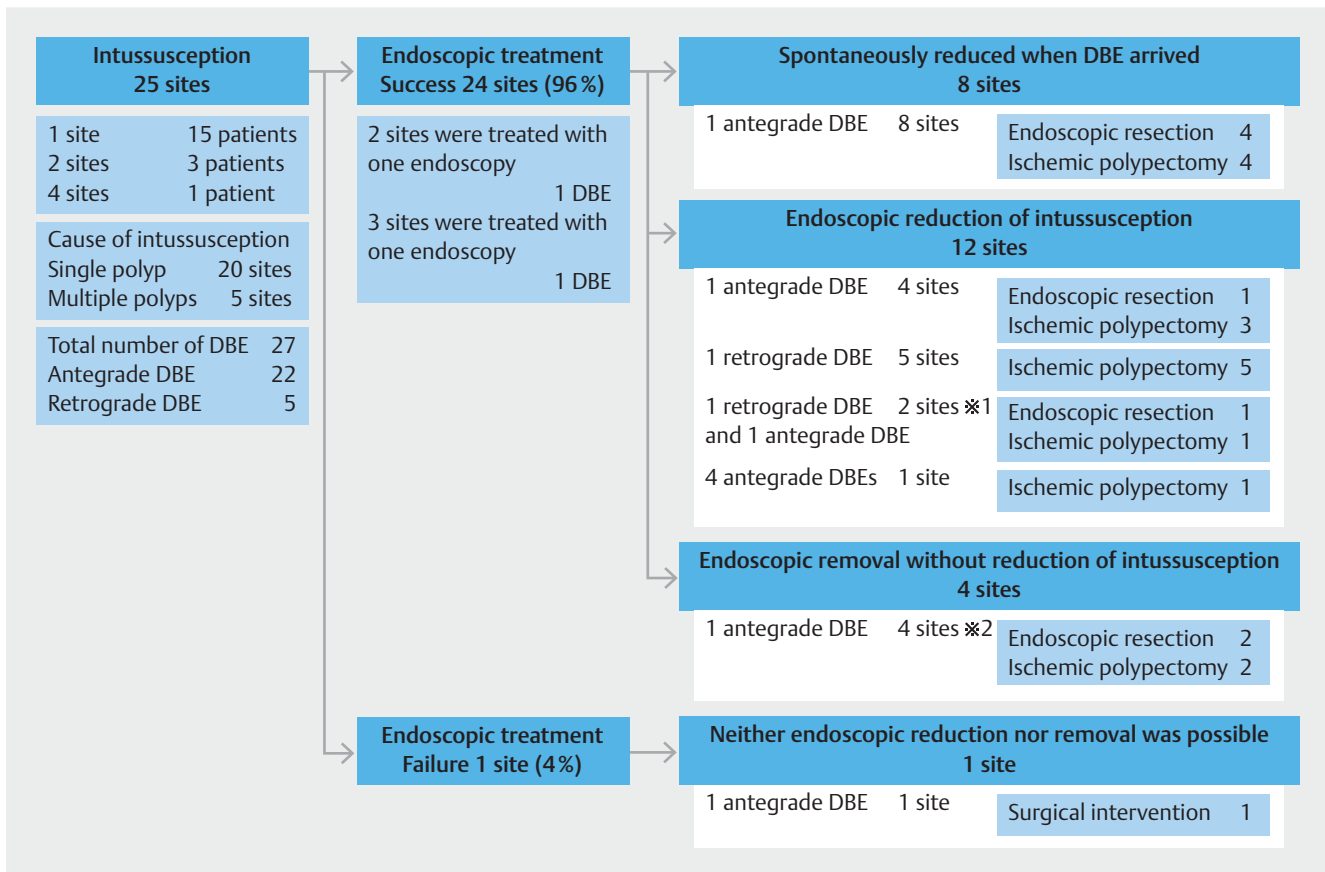 Intussusception
25 sites
1 site 15 patients
2 sites 3 patients
4 sites 1 patient
Cause of intussusception
Single polyp 20 sites
Multiple polyps 5 sites
Total number of DBE 27
Antegrade DBE 22
Retrograde DBE 5
Endoscopic treatment
Success 24 sites (96 %)
2 sites were treated with
one endoscopy
1 DBE
3 sites were treated with
one endoscopy
1 DBE
Spontaneously reduced when DBE arrived
8 sites
1 antegrade DBE 8 sites
Endoscopic resection 4
Ischemic polypectomy 4
Endoscopic reduction of intussusception
12 sites
1 antegrade DBE 4 sites
Endoscopic resection 1
Ischemic polypectomy 3
1 retrograde DBE 5 sites
Ischemic polypectomy 5
1 retrograde DBE 2 sites ※1
and 1 antegrade DBE
Endoscopic resection 1
Ischemic polypectomy 1
4 antegrade DBEs 1 site
Ischemic polypectomy 1
Endoscopic removal without reduction of intussusception
4 sites
1 antegrade DBE 4 sites ※2
Endoscopic resection 2
Ischemic polypectomy 2
Endoscopic treatment
Failure 1 site (4 %)
Neither endoscopic reduction nor removal was possible
1 site
1 antegrade DBE 1 site
Surgical intervention 1